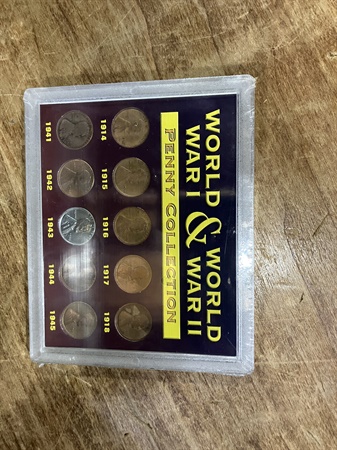 WORLD WORLD
WAR I & WAR II
PENNY COLLECTION
1914 1915 1916 1917 1918
1941 1942 1943 1944 1945